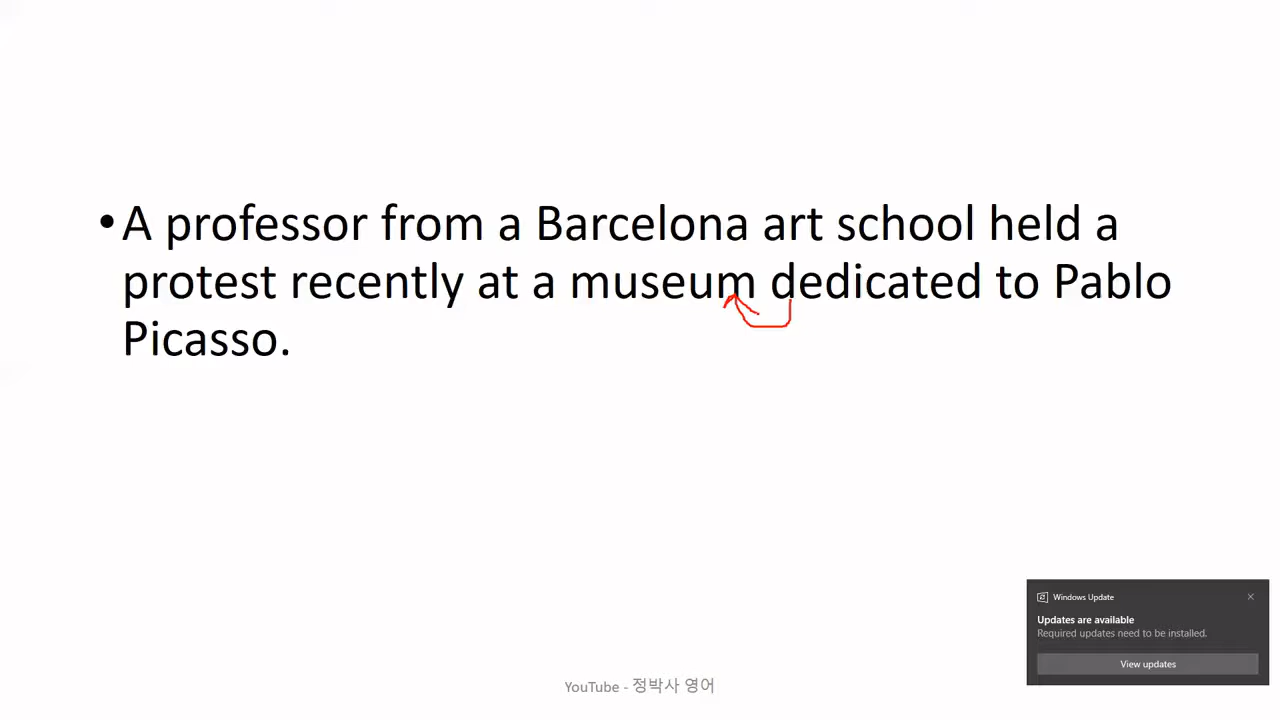 •A professor from a Barcelona art school held a
protest recently at a museum dedicated to Pablo
Picasso.
Windows Update
Updates are available
Required updates need to be installed.
View updates
YouTube - 정박사 영어